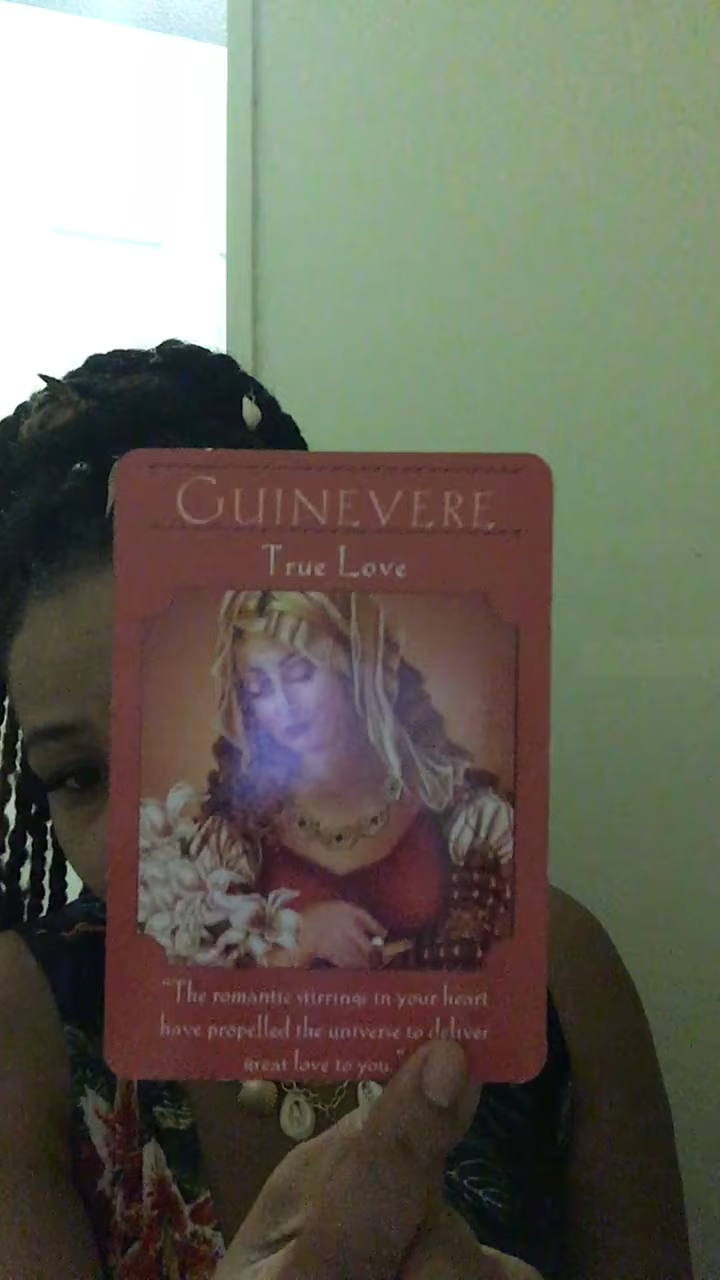 GUINEVERE
True Love
"The romantic stirrings in your heart
have propelled the universe to deliver
great love to you."